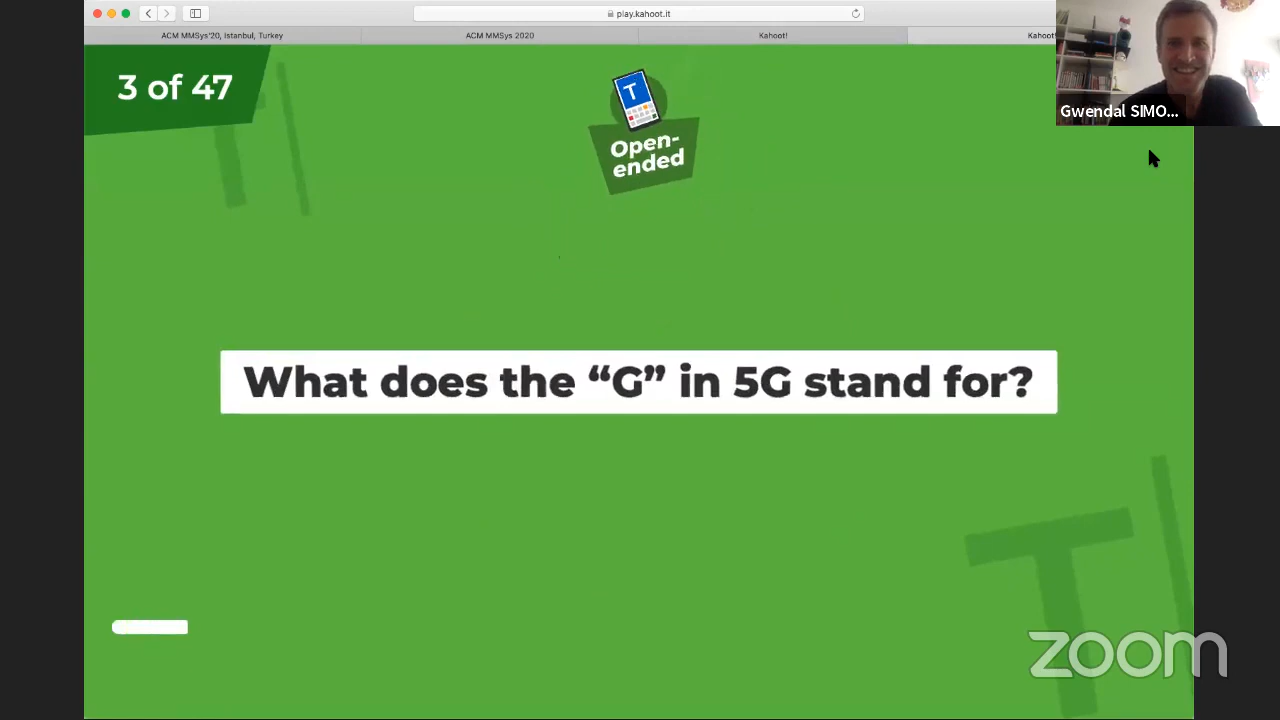 play.kahoot.it
ACM MMSys'20, Istanbul, Turkey
ACM MMSys 2020
Kahoot!
Kahoot!
Gwendal SIMO...
3 of 47
T
Open-
ended
What does the “G” in 5G stand for?
T
zoom